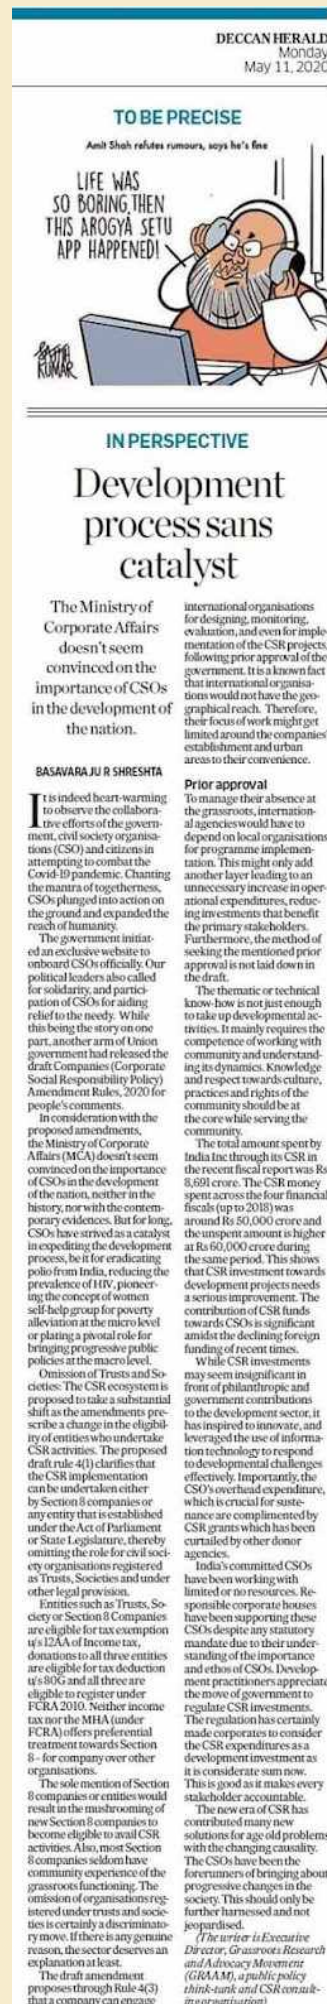 DECCAN HERALD
Monday
May 11, 2020
TO BE PRECISE
Amit Shah refutes rumours, says he's fine
LIFE WAS
SO BORING, THEN
THIS AROGYA SETU
APP HAPPENED!
SATISH
KUMAR
IN PERSPECTIVE
Development
process sans
catalyst
The Ministry of
Corporate Affairs
doesn't seem
convinced on the
importance of CSOs
in the development of
the nation.
BASAVARAJU R SHRESHTA
It is indeed heart-warming
to observe the collabora-
tive efforts of the govern-
ment, civil society organisa-
tions (CSO) and citizens in
attempting to combat the
Covid-19 pandemic. Chanting
the mantra of togetherness,
CSOs plunged into action on
the ground and expanded the
reach of humanity.
The government initiat-
ed an exclusive website to
onboard CSOs officially. Our
political leaders also called
for solidarity, and partici-
pation of CSOs for aiding
relief to the needy. While
this being the story on one
part, another arm of Union
government had released the
draft Companies (Corporate
Social Responsibility Policy)
Amendment Rules, 2020 for
people's comments.
In consideration with the
proposed amendments,
the Ministry of Corporate
Affairs (MCA) doesn't seem
convinced on the importance
of CSOs in the development
of the nation, neither in the
history, nor with the contem-
porary evidences. But for long,
CSOs have strived as a catalyst
in expediting the development
process, be it for eradicating
polio from India, reducing the
prevalence of HIV, pioneer-
ing the concept of women
self-help group for poverty
alleviation at the micro level
or plating a pivotal role for
bringing progressive public
policies at the macro level.
Omission of Trusts and So-
cieties: The CSR ecosystem is
proposed to take a substantial
shift as the amendments pre-
scribe a change in the eligibil-
ity of entities who undertake
CSR activities. The proposed
draft rule 4(1) clarifies that
the CSR implementation
can be undertaken either
by Section 8 companies or
any entity that is established
under the Act of Parliament
or State Legislature, thereby
omitting the role for civil soci-
ety organisations registered
as Trusts, Societies and under
other legal provision.
Entities such as Trusts, So-
ciety or Section 8 Companies
are eligible for tax exemption
u/s 12AA of Income tax,
donations to all three entities
are eligible for tax deduction
u/s 80G and all three are
eligible to register under
FCRA 2010. Neither income
tax nor the MHA (under
FCRA) offers preferential
treatment towards Section
8 - for company over other
organisations.
The sole mention of Section
8 companies or entities would
result in the mushrooming of
new Section 8 companies to
become eligible to avail CSR
activities. Also, most Section
8 companies seldom have
community experience of the
grassroots functioning. The
omission of organisations reg-
istered under trusts and socie-
ties is certainly a discriminato-
ry move. If there is any genuine
reason, the sector deserves an
explanation at least.
The draft amendment
proposes through Rule 4(3)
that a company can engage
international organisations
for designing, monitoring,
evaluation, and even for imple-
mentation of the CSR projects,
following prior approval of the
government. It is a known fact
that international organisa-
tions would not have the geo-
graphical reach. Therefore,
their focus of work might get
limited around the companies'
establishment and urban
areas to their convenience.
Prior approval
To manage their absence at
the grassroots, internation-
al agencies would have to
depend on local organisations
for programme implemen-
tation. This might only add
another layer leading to an
unnecessary increase in oper-
ational expenditures, reduc-
ing investments that benefit
the primary stakeholders.
Furthermore, the method of
seeking the mentioned prior
approval is not laid down in
the draft.
The thematic or technical
know-how is not just enough
to take up developmental ac-
tivities. It mainly requires the
competence of working with
community and understand-
ing its dynamics. Knowledge
and respect towards culture,
practices and rights of the
community should be at
the core while serving the
community.
The total amount spent by
India Inc through its CSR in
the recent fiscal report was Rs
8,691 crore. The CSR money
spent across the four financial
fiscals (up to 2018) was
around Rs 50,000 crore and
the unspent amount is higher
at Rs 60,000 crore during
the same period. This shows
that CSR investment towards
development projects needs
a serious improvement. The
contribution of CSR funds
towards CSOs is significant
amidst the declining foreign
funding of recent times.
While CSR investments
may seem insignificant in
front of philanthropic and
government contributions
to the development sector, it
has inspired to innovate, and
leveraged the use of informa-
tion technology to respond
to developmental challenges
effectively. Importantly, the
CSO's overhead expenditure,
which is crucial for suste-
nance are complimented by
CSR grants which has been
curtailed by other donor
agencies.
India's committed CSOs
have been working with
limited or no resources. Re-
sponsible corporate houses
have been supporting these
CSOs despite any statutory
mandate due to their under-
standing of the importance
and ethos of CSOs. Develop-
ment practitioners appreciate
the move of government to
regulate CSR investments.
The regulation has certainly
made corporates to consider
the CSR expenditures as a
development investment as
it is considerate sum now.
This is good as it makes every
stakeholder accountable.
The new era of CSR has
contributed many new
solutions for age old problems
with the changing causality.
The CSOs have been the
forerunners of bringing about
progressive changes in the
society. This should only be
further harnessed and not
jeopardised.
(The writer is Executive
Director, Grassroots Research
and Advocacy Movement
(GRAAM), a public policy
think-tank and CSR consult-
ing organisation)